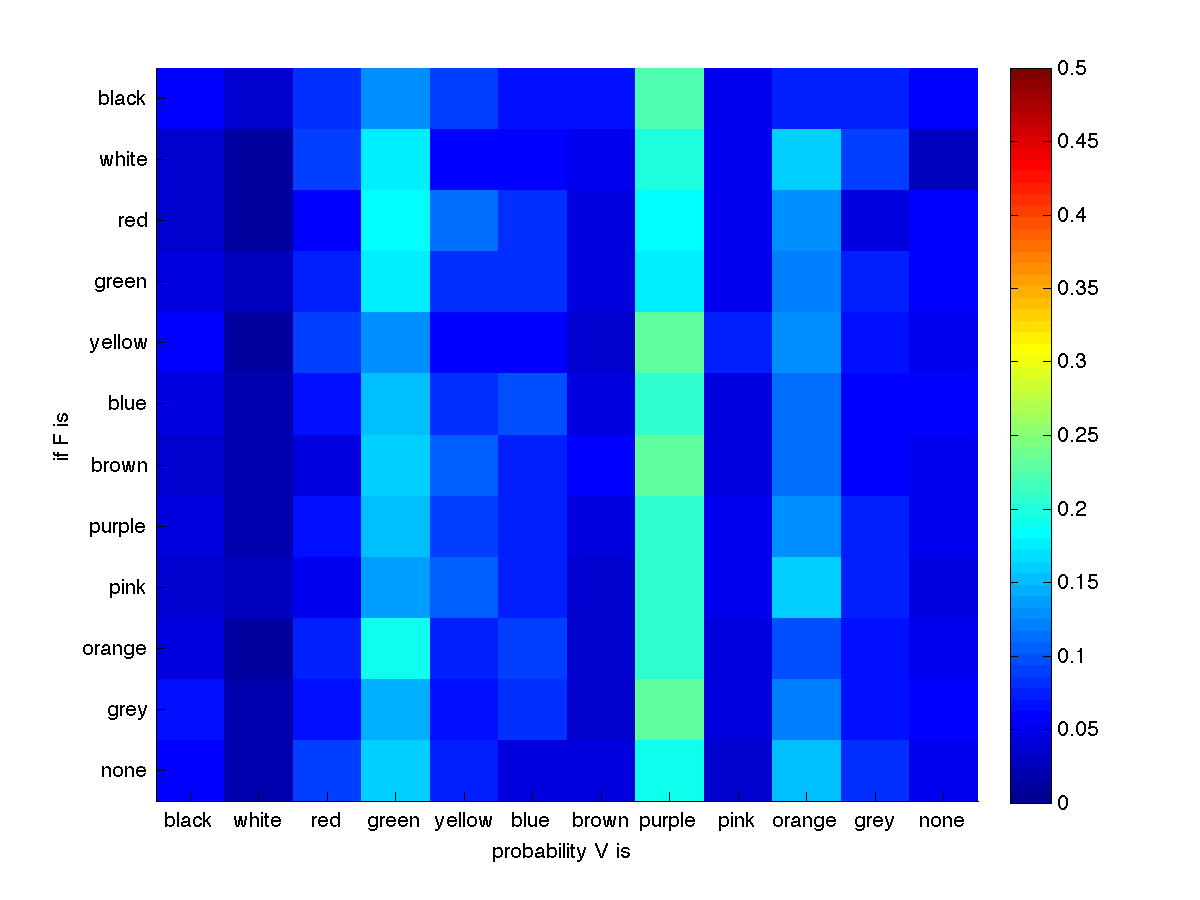 black
white
red
green
yellow
blue
brown
purple
pink
orange
grey
none
if F is
black white red green yellow blue brown purple pink orange grey none
probability V is
0.5
0.45
0.4
0.35
0.3
0.25
0.2
0.15
0.1
0.05
0